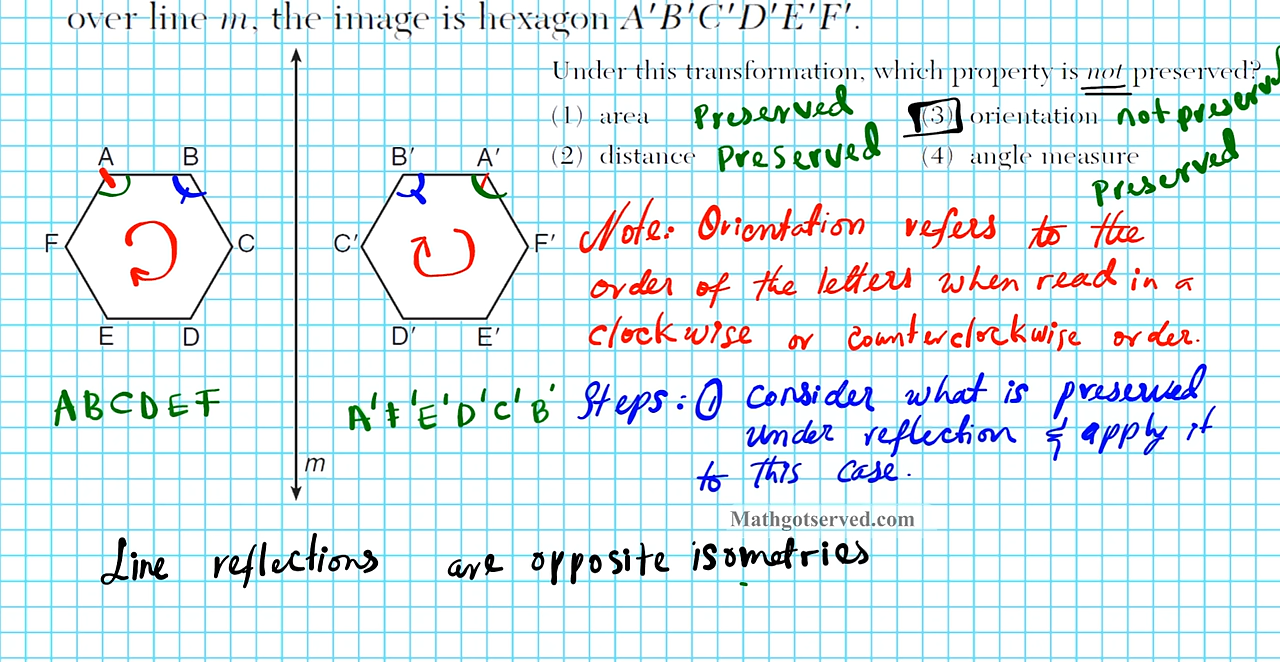 over line m, the image is hexagon A′B′C′D′E′F′.
Under this transformation, which property is not preserved?
(1) area Preserved
(3) orientation not preserved
(2) distance Preserved
(4) angle measure
Preserved
A B
B′ A′
F C
C′ F′
E D
D′ E′
Note: Orientation refers to the
order of the letters when read in a
clockwise or counterclockwise order.
A B C D E F
A' F' E' D' C' B'
Steps: ① Consider what is preserved
under reflection & apply it
to this case.
m
Mathgotserved.com
Line reflections are opposite isometries